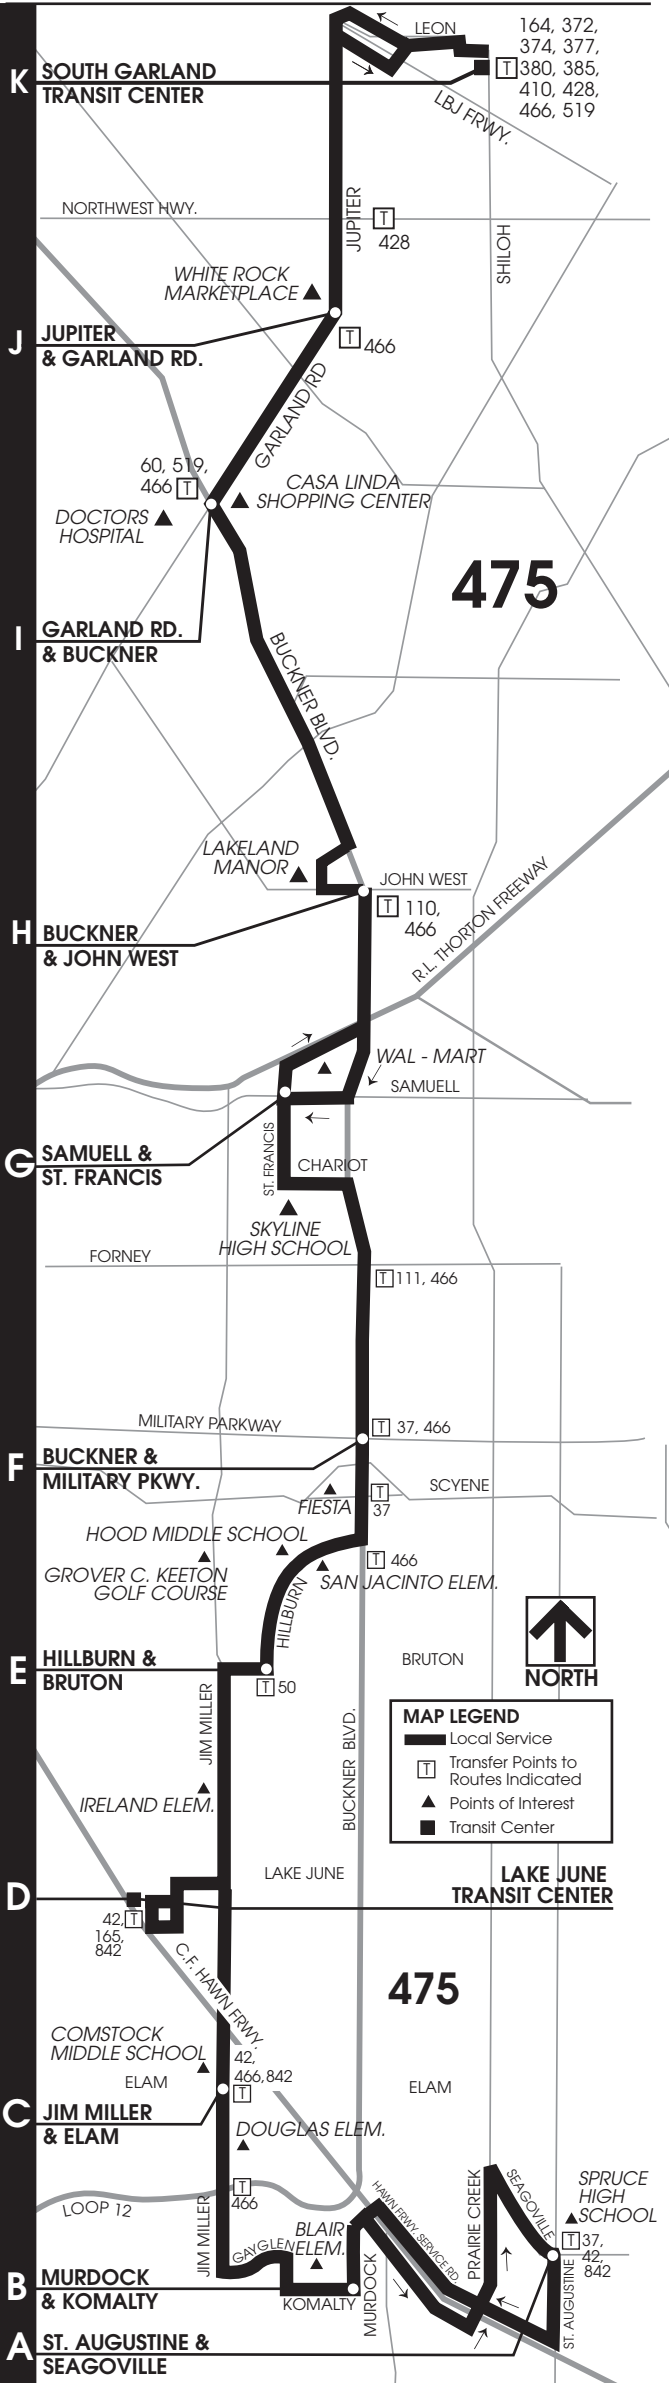 LEON
164, 372,
374, 377,
T 380, 385,
410, 428,
466, 519
K SOUTH GARLAND
TRANSIT CENTER
LBJ FRWY.
NORTHWEST HWY.
JUPITER
T
428
SHILOH
WHITE ROCK
MARKETPLACE
J JUPITER
& GARLAND RD.
T 466
GARLAND RD
60, 519,
466 T
CASA LINDA
SHOPPING CENTER
DOCTORS
HOSPITAL
475
I GARLAND RD.
& BUCKNER
BUCKNER BLVD.
LAKELAND
MANOR
JOHN WEST
T 110,
466
H BUCKNER
& JOHN WEST
R.L. THORTON FREEWAY
WAL - MART
SAMUELL
G SAMUELL &
ST. FRANCIS
ST. FRANCIS
CHARIOT
SKYLINE
HIGH SCHOOL
FORNEY
T 111, 466
MILITARY PARKWAY
T 37, 466
F BUCKNER &
MILITARY PKWY.
SCYENE
FIESTA
T
37
HOOD MIDDLE SCHOOL
T 466
GROVER C. KEETON
GOLF COURSE
SAN JACINTO ELEM.
HILLBURN
NORTH
E HILLBURN &
BRUTON
BRUTON
T 50
JIM MILLER
BUCKNER BLVD.
MAP LEGEND
Local Service
T Transfer Points to
Routes Indicated
Points of Interest
Transit Center
IRELAND ELEM.
LAKE JUNE
D LAKE JUNE
TRANSIT CENTER
42, T
165,
842
C.F. HAWN FRWY.
475
COMSTOCK
MIDDLE SCHOOL
42,
466,842
T
ELAM
ELAM
C JIM MILLER
& ELAM
DOUGLAS ELEM.
T
466
LOOP 12
JIM MILLER
GAYGLEN
BLAIR
ELEM.
HAWN FRWY. SERVICE RD.
PRAIRIE CREEK
SEAGOVILLE
SPRUCE
HIGH
SCHOOL
T 37,
42,
842
B MURDOCK
& KOMALTY
KOMALTY
MURDOCK
ST. AUGUSTINE
A ST. AUGUSTINE &
SEAGOVILLE